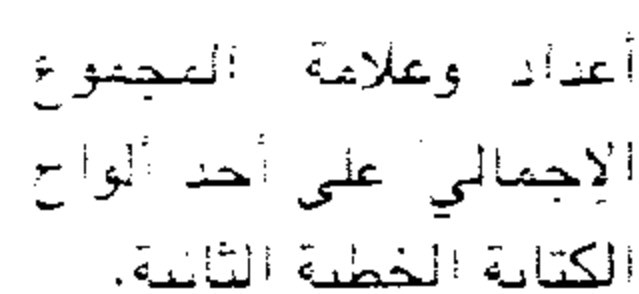 أعداد وعلامة المجموع
الإجمالي على أحد ألواح
الكتابة الخطية الثانية.